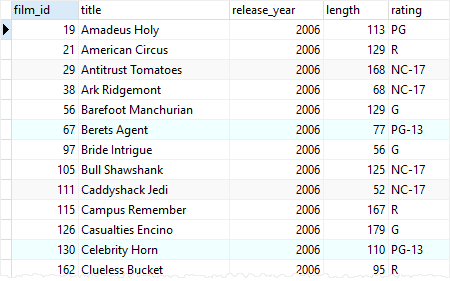 film_id title release_year length rating
19 Amadeus Holy 2006 113 PG
21 American Circus 2006 129 R
29 Antitrust Tomatoes 2006 168 NC-17
38 Ark Ridgemont 2006 68 NC-17
56 Barefoot Manchurian 2006 129 G
67 Berets Agent 2006 77 PG-13
97 Bride Intrigue 2006 56 G
105 Bull Shawshank 2006 125 NC-17
111 Caddyshack Jedi 2006 52 NC-17
115 Campus Remember 2006 167 R
126 Casualties Encino 2006 179 G
130 Celebrity Horn 2006 110 PG-13
162 Clueless Bucket 2006 95 R